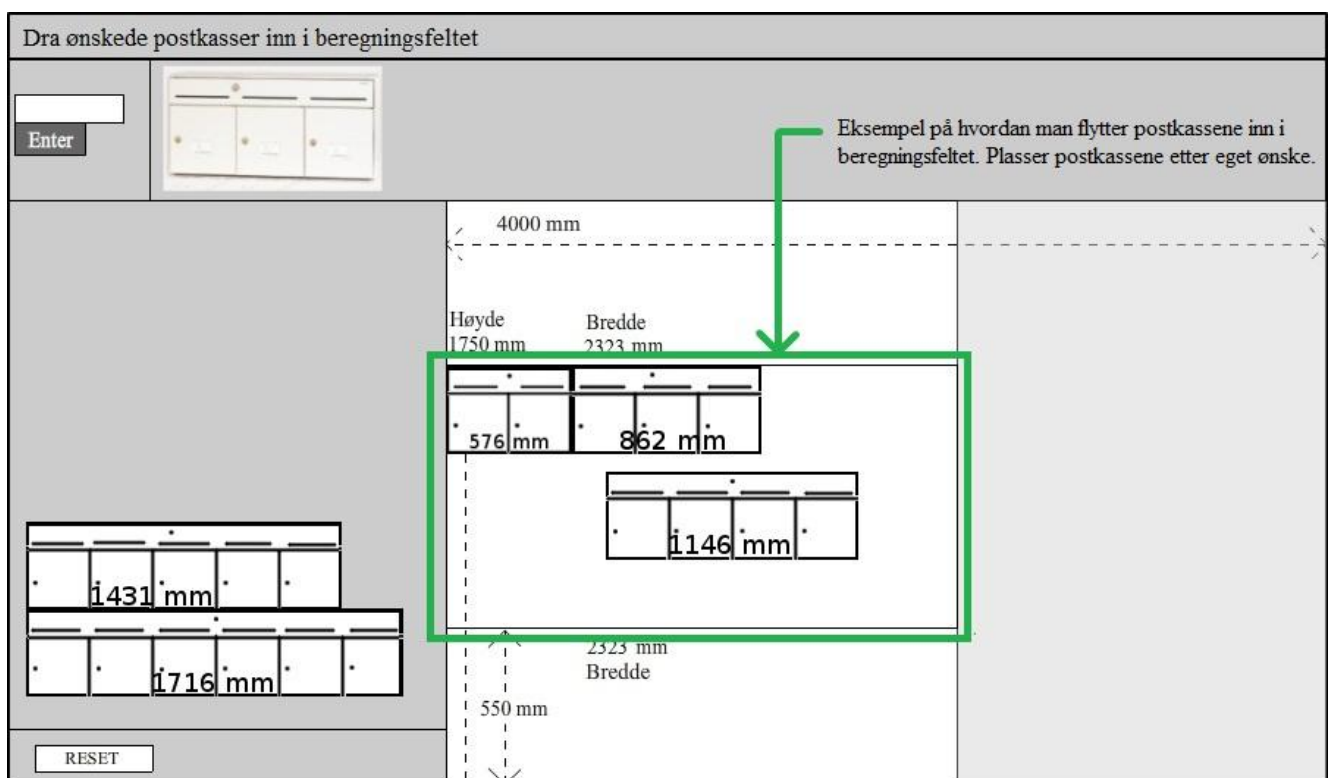 Dra ønskede postkasser inn i beregningsfeltet
Enter
Eksempel på hvordan man flytter postkassene inn i
beregningsfeltet. Plasser postkassene etter eget ønske.
4000 mm
Høyde
1750 mm
Bredde
2323 mm
576 mm
862 mm
1146 mm
1431 mm
1716 mm
2323 mm
Bredde
550 mm
RESET